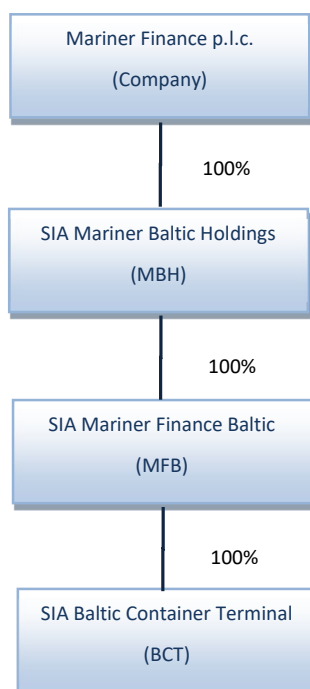 Mariner Finance p.l.c.
(Company)
100%
SIA Mariner Baltic Holdings
(MBH)
100%
SIA Mariner Finance Baltic
(MFB)
100%
SIA Baltic Container Terminal
(BCT)